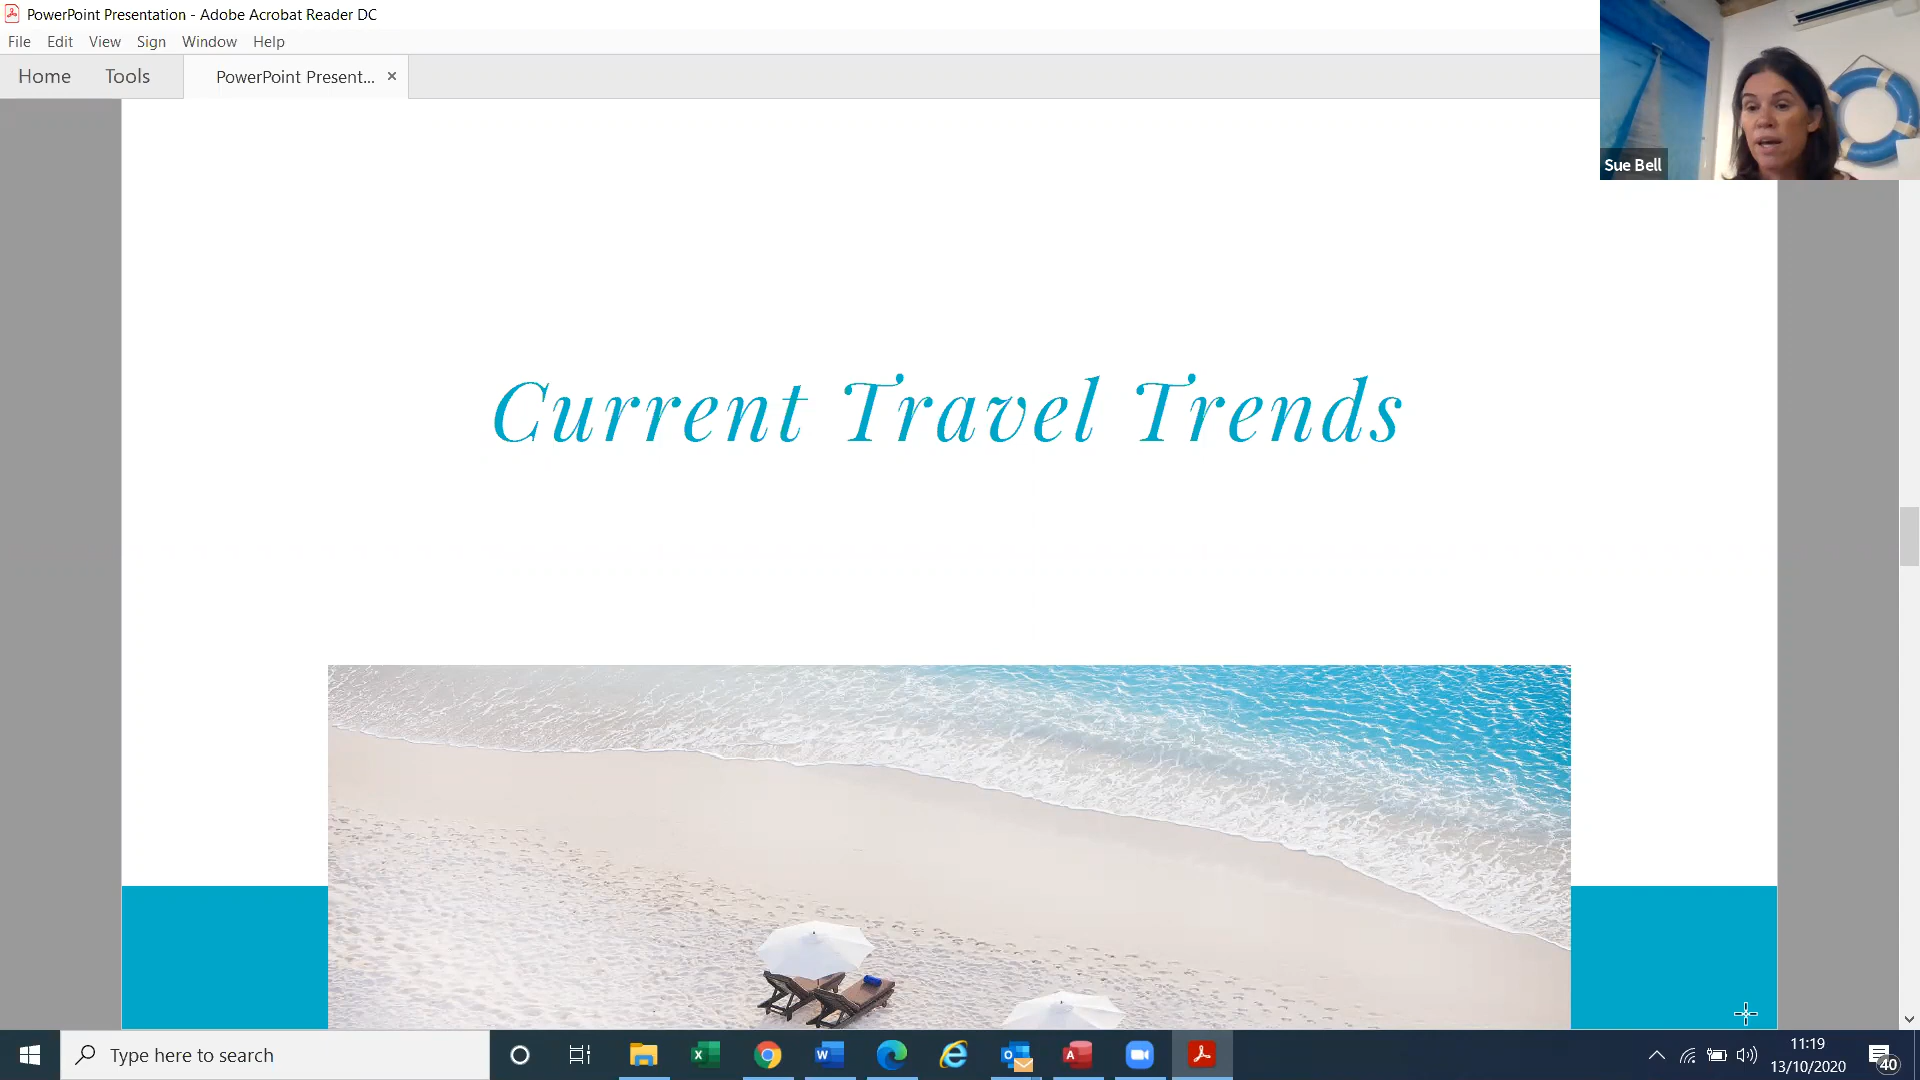 PowerPoint Presentation - Adobe Acrobat Reader DC
File Edit View Sign Window Help
Home Tools PowerPoint Present... ×
Sue Bell
Current Travel Trends
Type here to search
11:19
13/10/2020
40